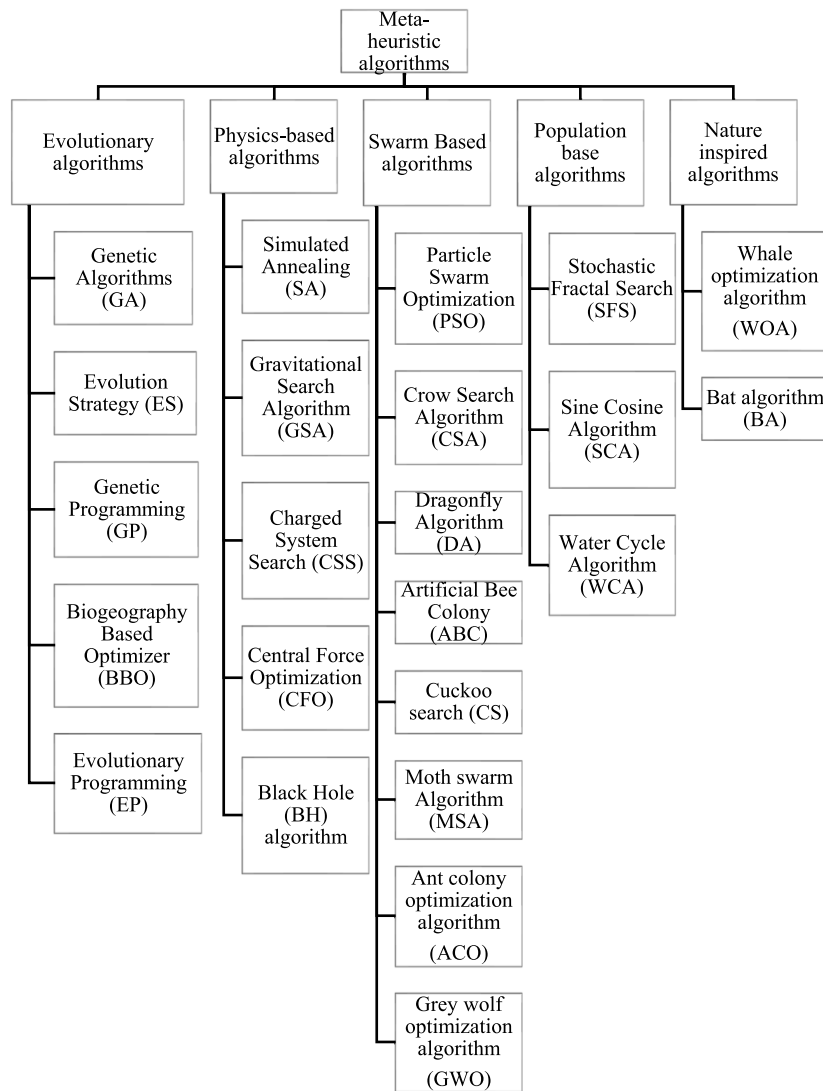 Meta-
heuristic
algorithms
Evolutionary
algorithms
Genetic
Algorithms
(GA)
Evolution
Strategy (ES)
Genetic
Programming
(GP)
Biogeography
Based
Optimizer
(BBO)
Evolutionary
Programming
(EP)
Physics-based
algorithms
Simulated
Annealing
(SA)
Gravitational
Search
Algorithm
(GSA)
Charged
System
Search (CSS)
Central Force
Optimization
(CFO)
Black Hole
(BH)
algorithm
Swarm Based
algorithms
Particle
Swarm
Optimization
(PSO)
Crow Search
Algorithm
(CSA)
Dragonfly
Algorithm
(DA)
Artificial Bee
Colony
(ABC)
Cuckoo
search (CS)
Moth swarm
Algorithm
(MSA)
Ant colony
optimization
algorithm
(ACO)
Grey wolf
optimization
algorithm
(GWO)
Population
base
algorithms
Stochastic
Fractal Search
(SFS)
Sine Cosine
Algorithm
(SCA)
Water Cycle
Algorithm
(WCA)
Nature
inspired
algorithms
Whale
optimization
algorithm
(WOA)
Bat algorithm
(BA)